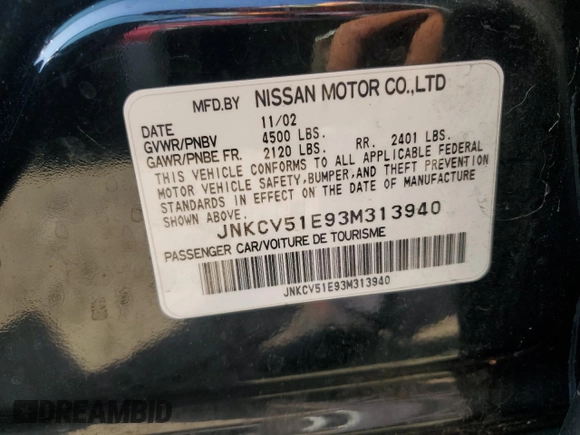 MFD.BY NISSAN MOTOR CO.,LTD
DATE 11/02
GVWR/PNBV 4500 LBS.
GAWR/PNBE FR. 2120 LBS. RR. 2401 LBS.
THIS VEHICLE CONFORMS TO ALL APPLICABLE FEDERAL
MOTOR VEHICLE SAFETY,BUMPER,AND THEFT PREVENTION
STANDARDS IN EFFECT ON THE DATE OF MANUFACTURE
SHOWN ABOVE.
JNKCV51E93M313940
PASSENGER CAR/VOITURE DE TOURISME
JNKCV51E93M313940
DREAMBID